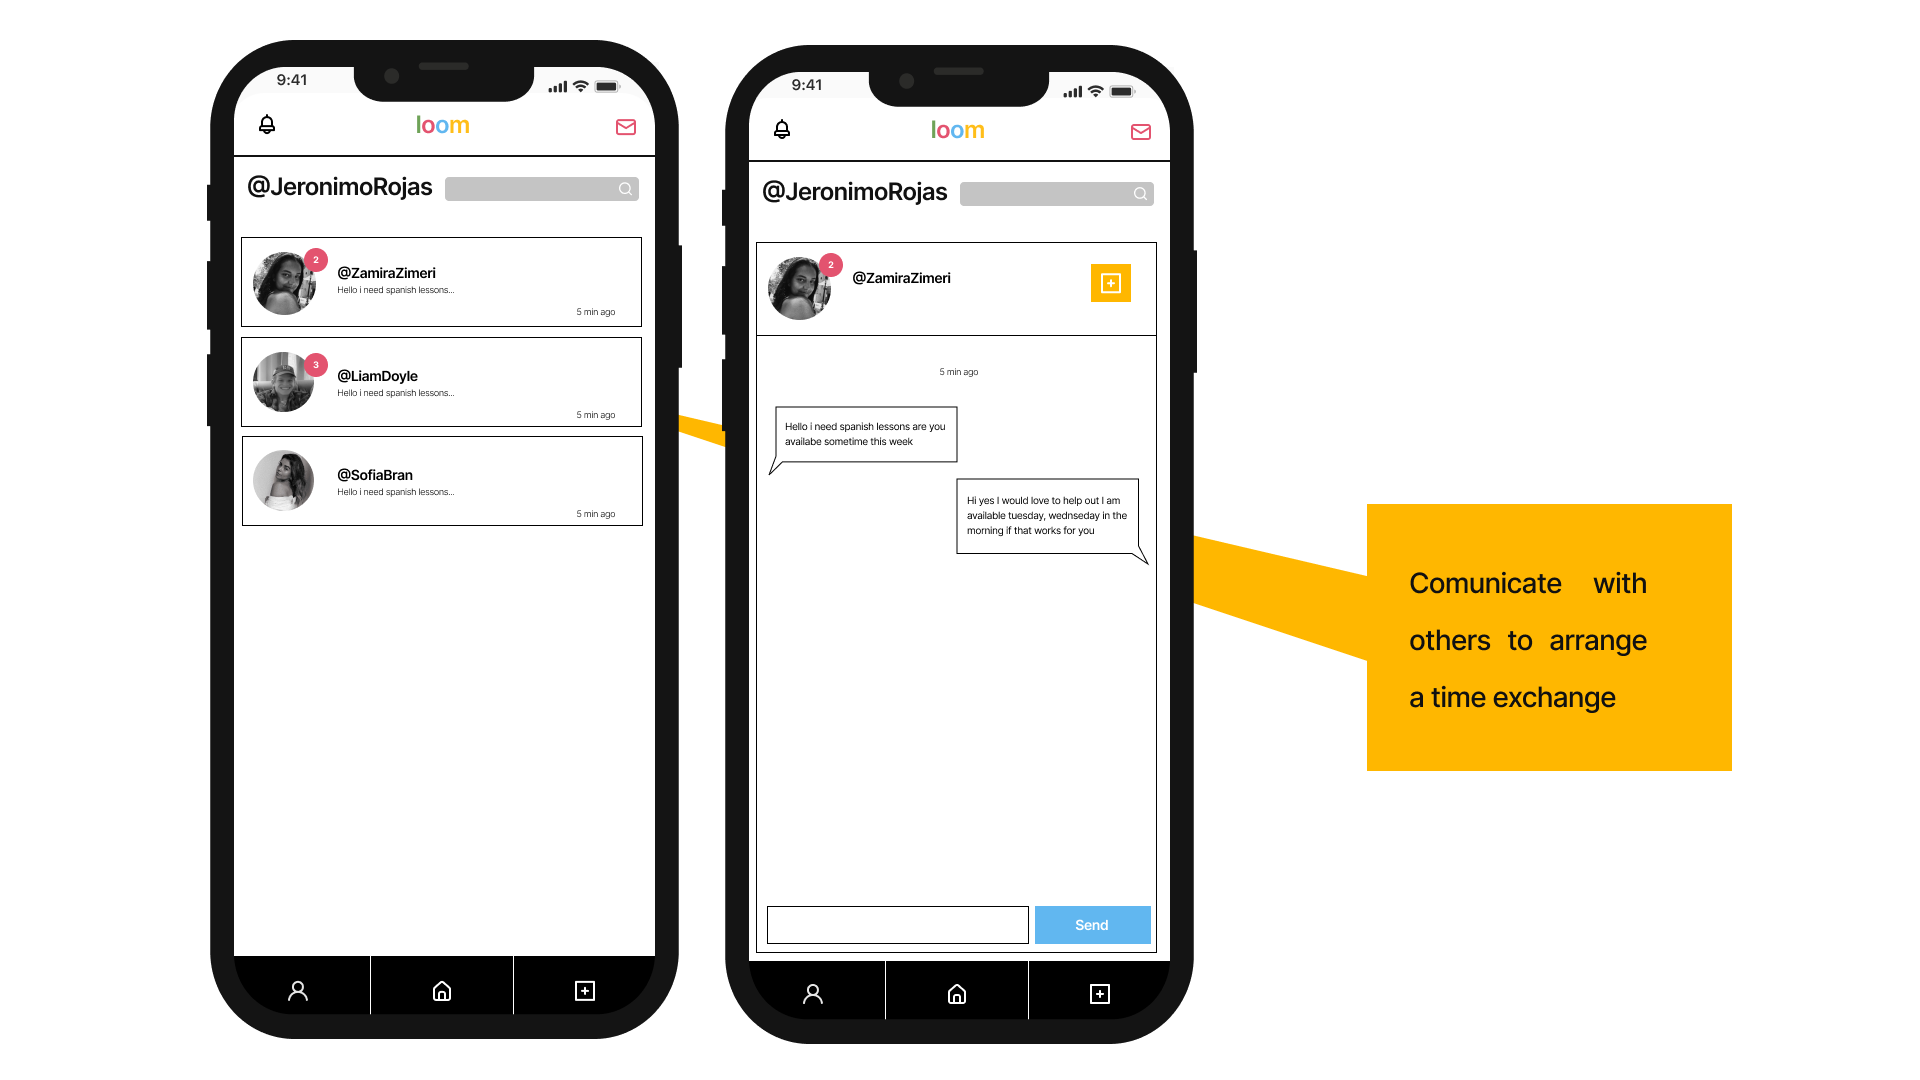 9:41
loom
@JeronimoRojas
2
@ZamiraZimeri
Hello i need spanish lessons...
5 min ago
3
@LiamDoyle
Hello i need spanish lessons...
5 min ago
@SofiaBran
Hello i need spanish lessons...
5 min ago
9:41
loom
@JeronimoRojas
2
@ZamiraZimeri
5 min ago
Hello i need spanish lessons are you
availabe sometime this week
Hi yes I would love to help out I am
available tuesday, wednseday in the
morning if that works for you
Send
Comunicate with
others to arrange
a time exchange